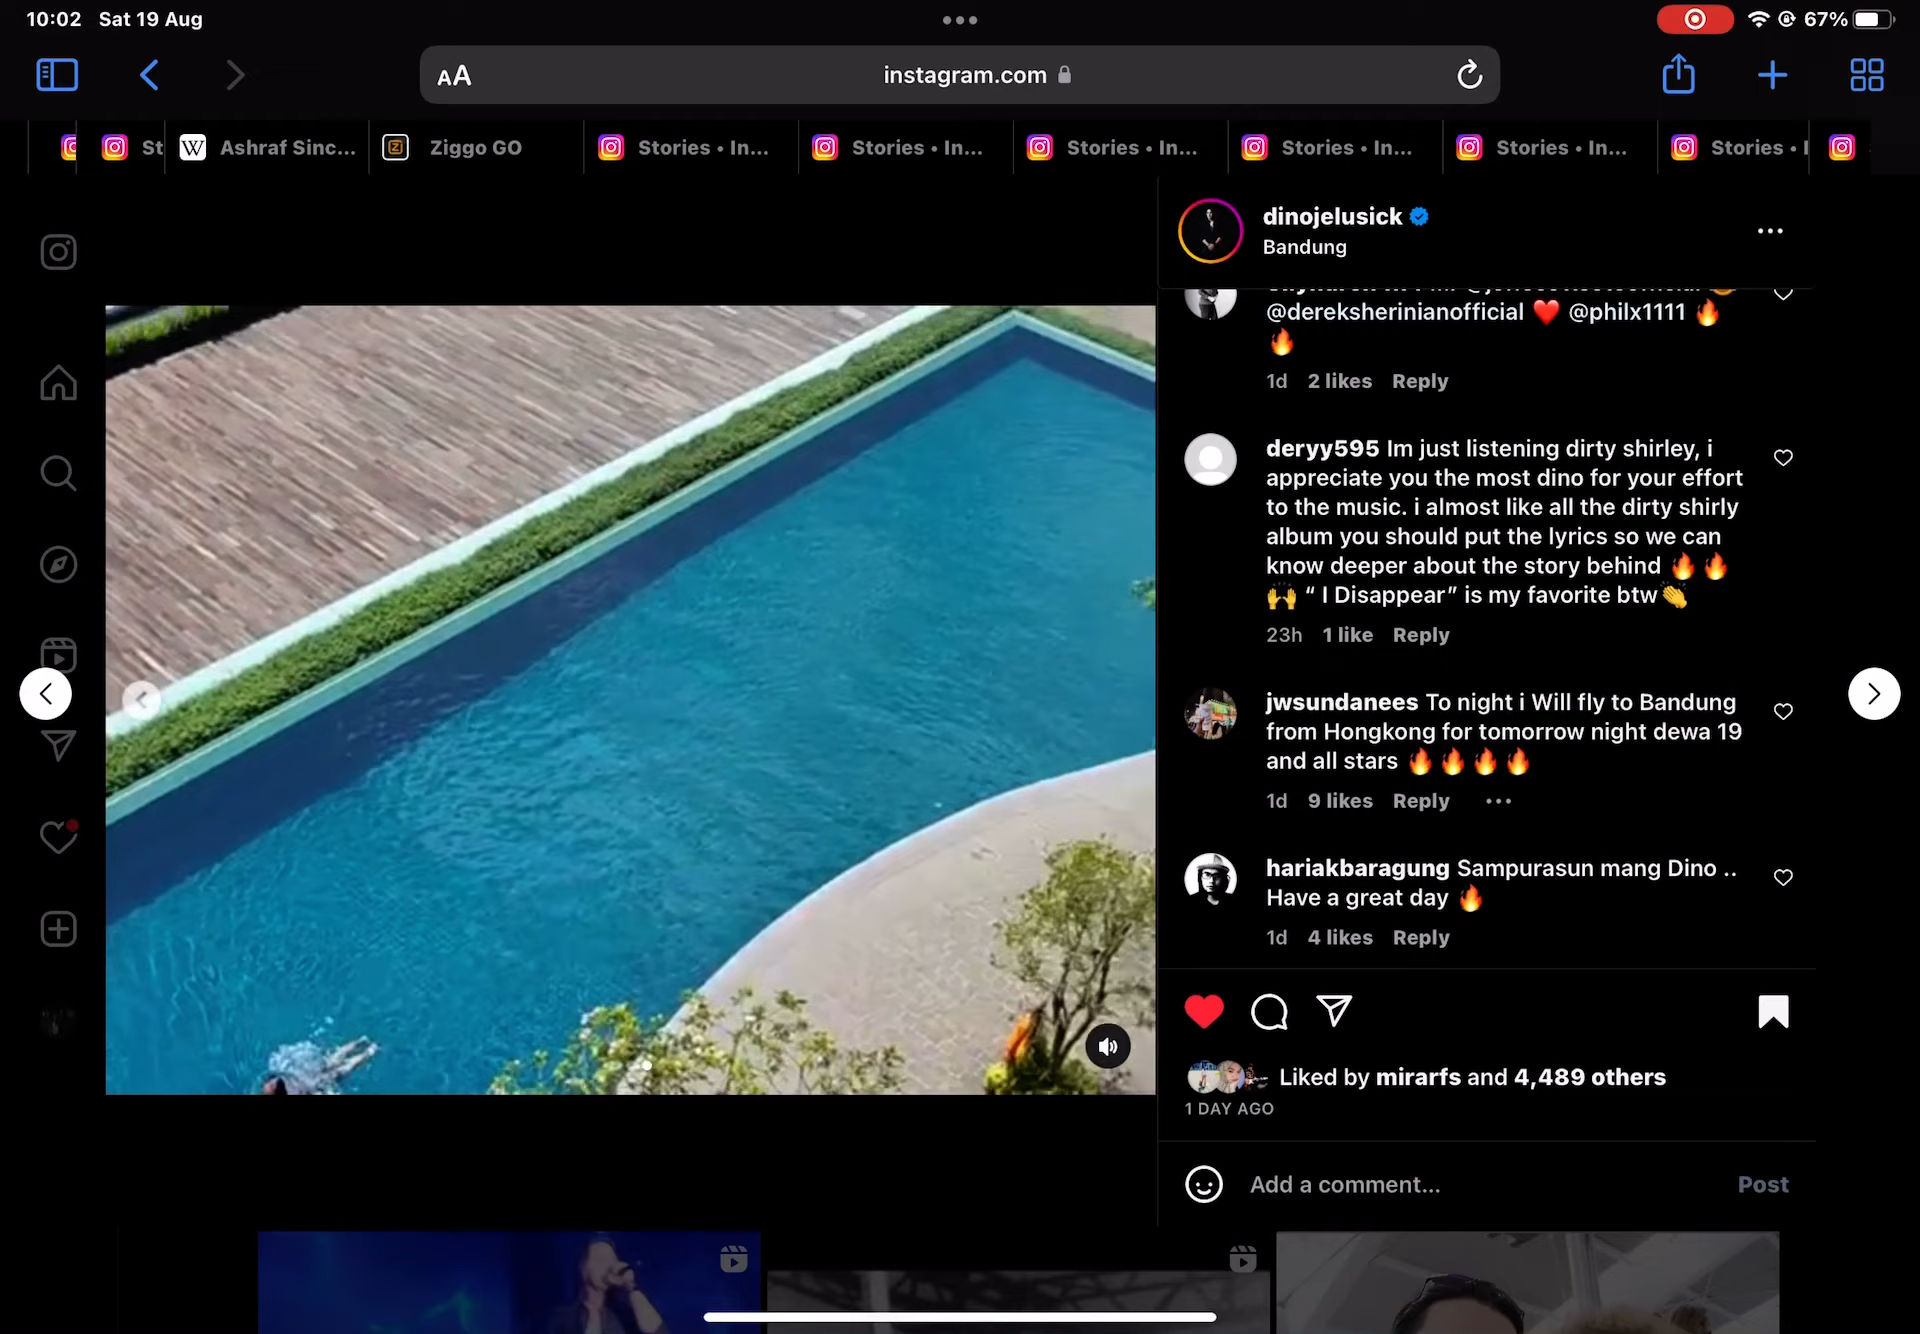 10:02 Sat 19 Aug
67%
AA
instagram.com
St
Ashraf Sinc...
Ziggo GO
Stories • In...
Stories • In...
Stories • In...
Stories • In...
Stories • In...
Stories • I
dinojelusick
Bandung
@dereksherinianofficial ❤️ @philx1111 🔥
🔥
1d 2 likes Reply
deryy595 Im just listening dirty shirley, i
appreciate you the most dino for your effort
to the music. i almost like all the dirty shirly
album you should put the lyrics so we can
know deeper about the story behind 🔥🔥
🙌 “ I Disappear” is my favorite btw👏
23h 1 like Reply
jwsundanees To night i Will fly to Bandung
from Hongkong for tomorrow night dewa 19
and all stars 🔥🔥🔥🔥
1d 9 likes Reply
hariakbaragung Sampurasun mang Dino ..
Have a great day 🔥
1d 4 likes Reply
Liked by mirarfs and 4,489 others
1 DAY AGO
Add a comment...
Post